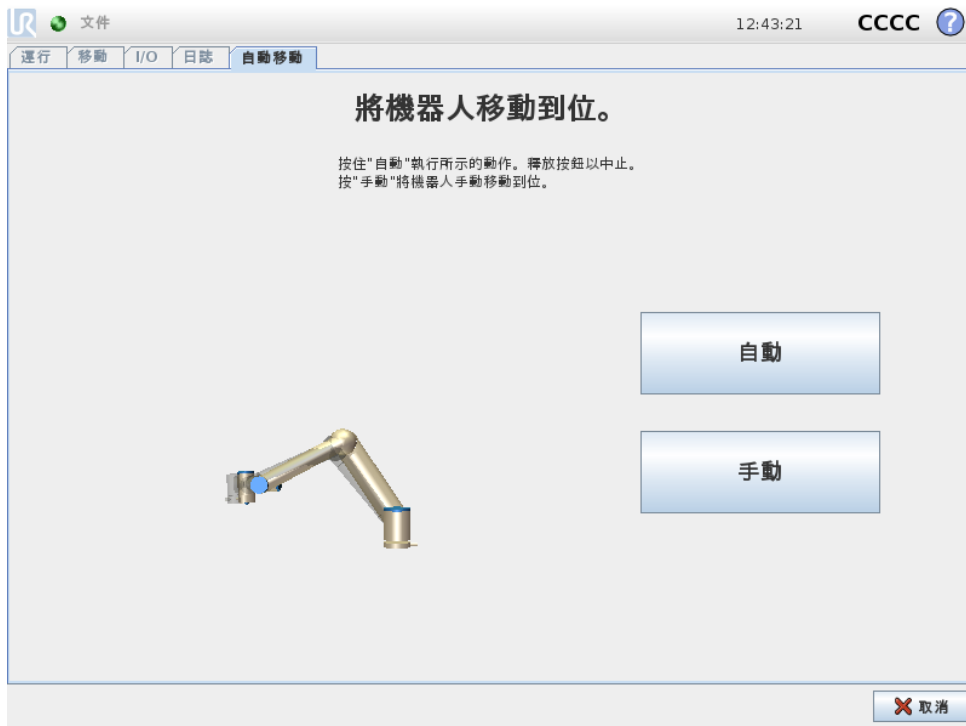 UR 文件 12:43:21 CCCC ?
運行 移動 I/O 日誌 自動移動
將機器人移動到位。
按住"自動"執行所示的動作。釋放按鈕以中止。
按"手動"將機器人手動移動到位。
自動
手動
取消